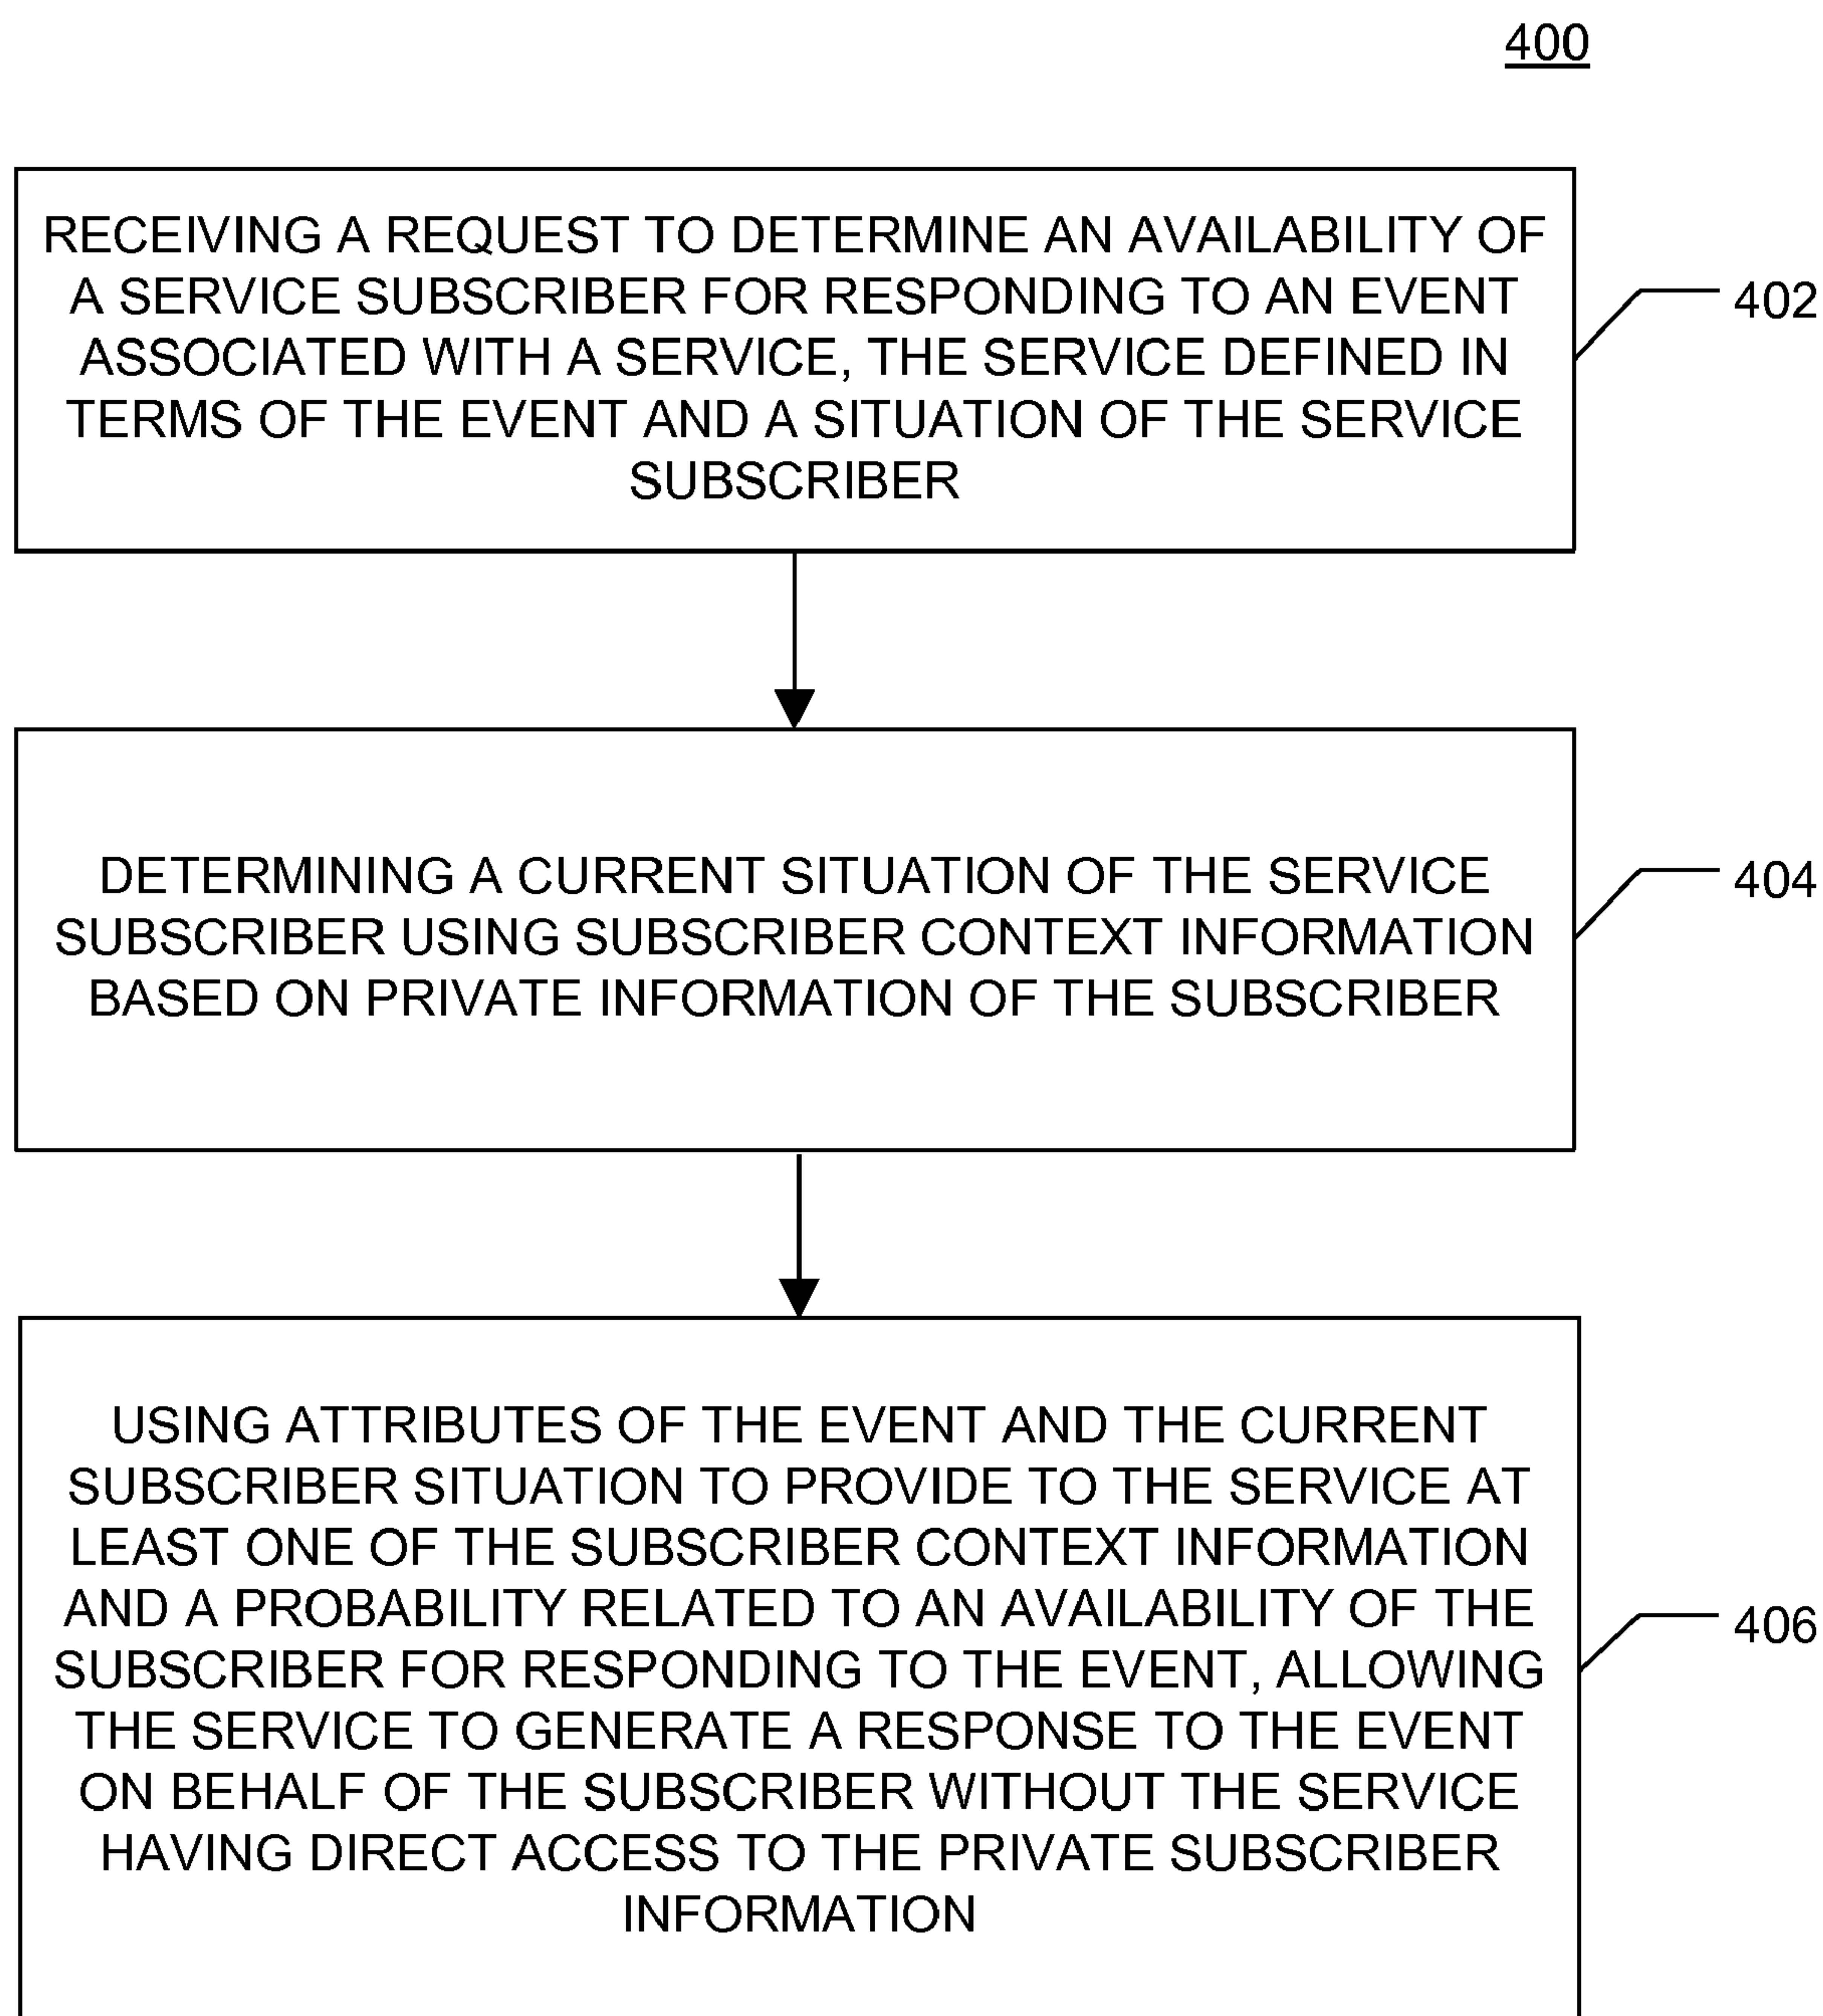 400
RECEIVING A REQUEST TO DETERMINE AN AVAILABILITY OF
A SERVICE SUBSCRIBER FOR RESPONDING TO AN EVENT
ASSOCIATED WITH A SERVICE, THE SERVICE DEFINED IN
TERMS OF THE EVENT AND A SITUATION OF THE SERVICE
SUBSCRIBER
402
DETERMINING A CURRENT SITUATION OF THE SERVICE
SUBSCRIBER USING SUBSCRIBER CONTEXT INFORMATION
BASED ON PRIVATE INFORMATION OF THE SUBSCRIBER
404
USING ATTRIBUTES OF THE EVENT AND THE CURRENT
SUBSCRIBER SITUATION TO PROVIDE TO THE SERVICE AT
LEAST ONE OF THE SUBSCRIBER CONTEXT INFORMATION
AND A PROBABILITY RELATED TO AN AVAILABILITY OF THE
SUBSCRIBER FOR RESPONDING TO THE EVENT, ALLOWING
THE SERVICE TO GENERATE A RESPONSE TO THE EVENT
ON BEHALF OF THE SUBSCRIBER WITHOUT THE SERVICE
HAVING DIRECT ACCESS TO THE PRIVATE SUBSCRIBER
INFORMATION
406